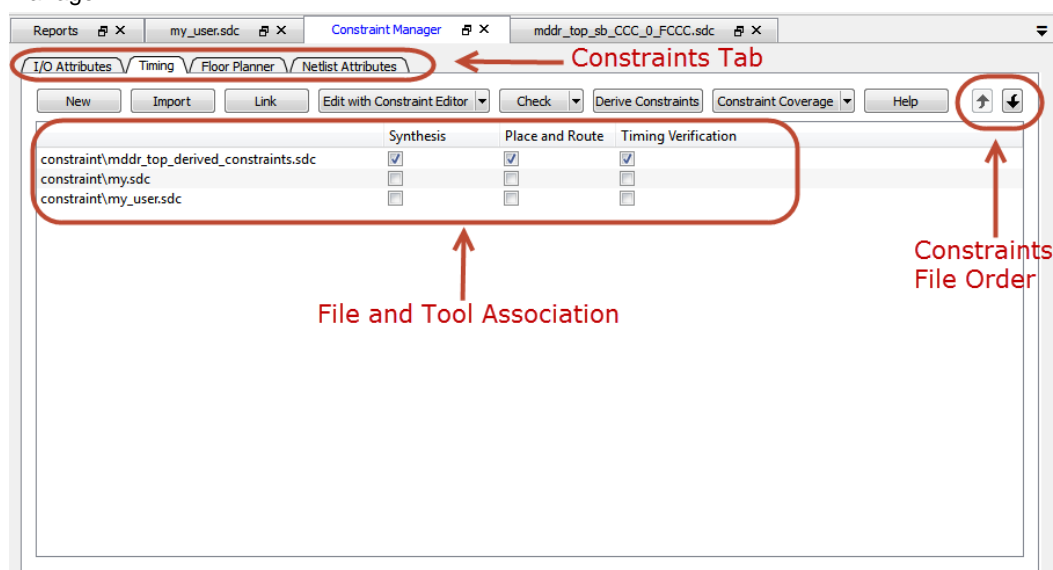 Reports my_user.sdc Constraint Manager mddr_top_sb_CCC_0_FCCC.sdc
Constraints Tab
I/O Attributes Timing Floor Planner Netlist Attributes
New Import Link Edit with Constraint Editor Check Derive Constraints Constraint Coverage Help
Synthesis Place and Route Timing Verification
constraint\mddr_top_derived_constraints.sdc
constraint\my.sdc
constraint\my_user.sdc
Constraints
File Order
File and Tool Association